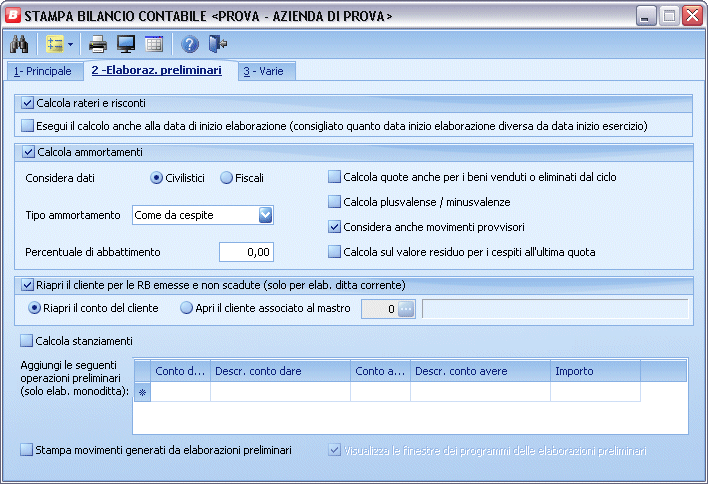 STAMPA BILANCIO CONTABILE <PROVA - AZIENDA DI PROVA>
1- Principale
2 -Elaboraz. preliminari
3 - Varie
Calcola rateri e risconti
Esegui il calcolo anche alla data di inizio elaborazione (consigliato quanto data inizio elaborazione diversa da data inizio esercizio)
Calcola ammortamenti
Considera dati
Civilistici
Fiscali
Calcola quote anche per i beni venduti o eliminati dal ciclo
Calcola plusvalense / minusvalenze
Tipo ammortamento
Come da cespite
Considera anche movimenti provvisori
Percentuale di abbattimento
0,00
Calcola sul valore residuo per i cespiti all'ultima quota
Riapri il cliente per le RB emesse e non scadute (solo per elab. ditta corrente)
Riapri il conto del cliente
Apri il cliente associato al mastro
0
...
Calcola stanziamenti
Aggiungi le seguenti
operazioni preliminari
(solo elab. monoditta):
Conto d...
Descr. conto dare
Conto a...
Descr. conto avere
Importo
Stampa movimenti generati da elaborazioni preliminari
Visualizza le finestre dei programmi delle elaborazioni preliminari